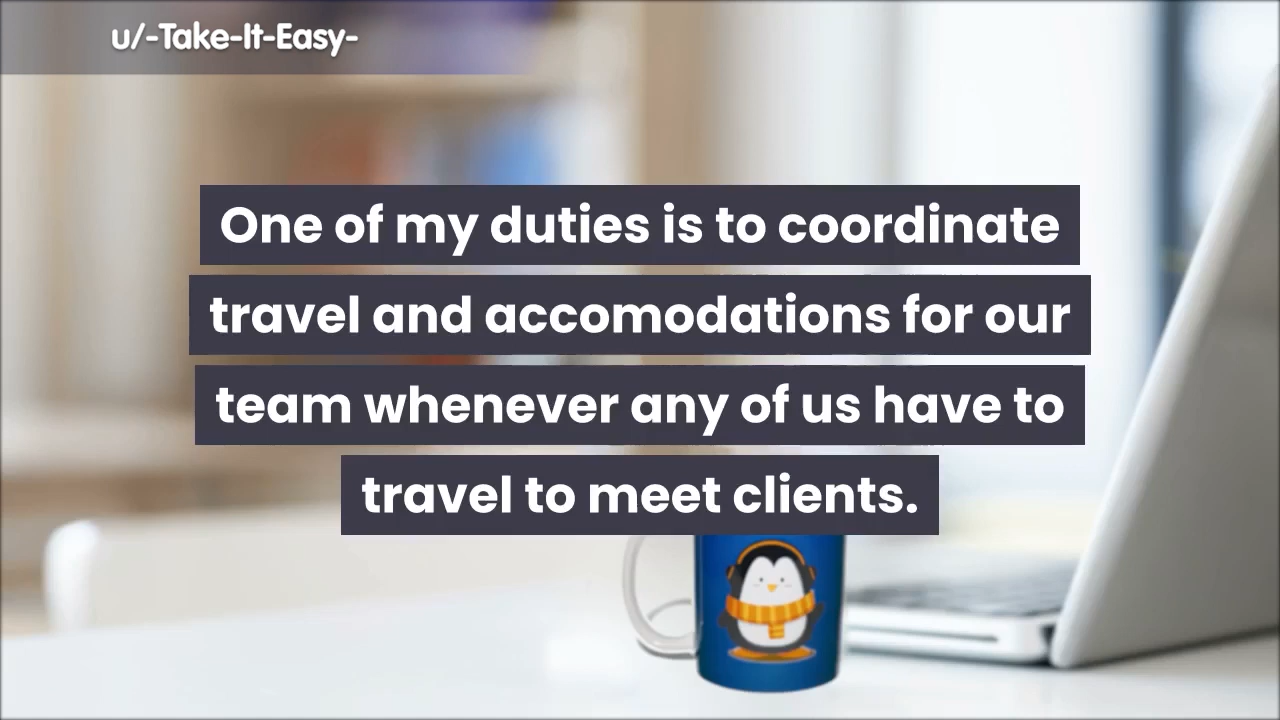 u/-Take-It-Easy-
One of my duties is to coordinate
travel and accomodations for our
team whenever any of us have to
travel to meet clients.